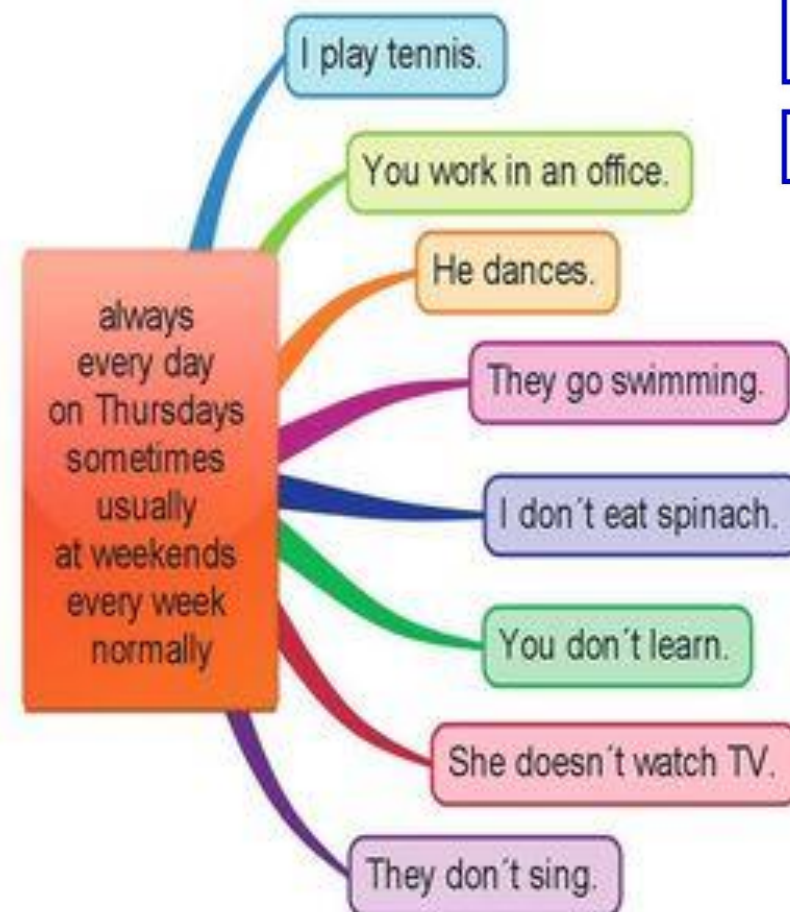 I play tennis.
You work in an office.
He dances.
They go swimming.
always
every day
on Thursdays
sometimes
usually
at weekends
every week
normally
I don´t eat spinach.
You don´t learn.
She doesn´t watch TV.
They don´t sing.